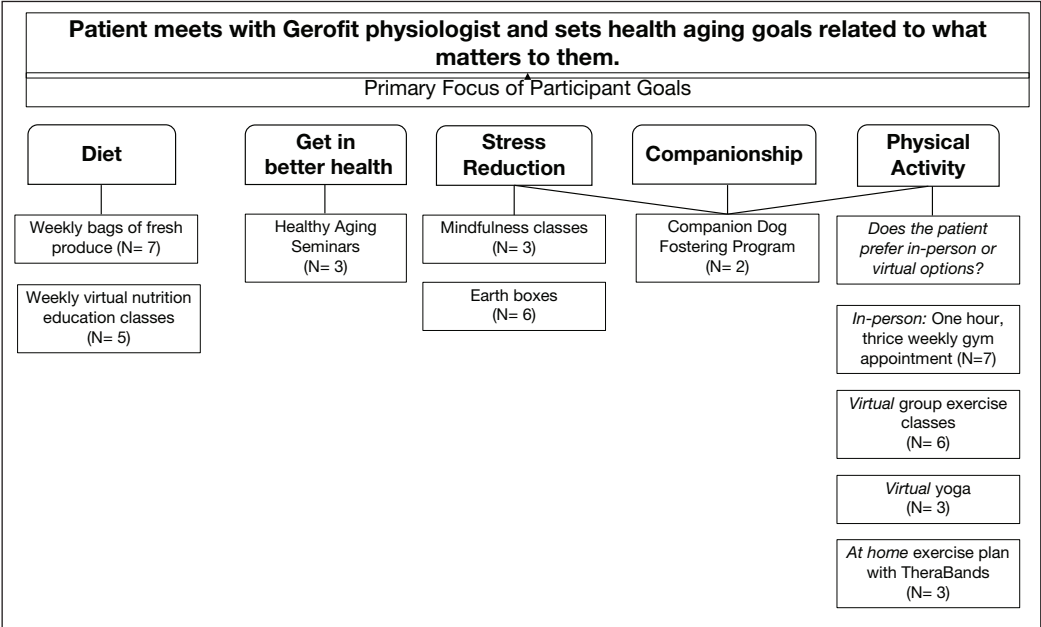 Patient meets with Gerofit physiologist and sets health aging goals related to what
matters to them.
Primary Focus of Participant Goals
Diet
Get in
better health
Stress
Reduction
Companionship
Physical
Activity
Weekly bags of fresh
produce (N= 7)
Healthy Aging
Seminars
(N= 3)
Mindfulness classes
(N= 3)
Companion Dog
Fostering Program
(N= 2)
Does the patient
prefer in-person or
virtual options?
Weekly virtual nutrition
education classes
(N= 5)
Earth boxes
(N= 6)
In-person: One hour,
thrice weekly gym
appointment (N=7)
Virtual group exercise
classes
(N= 6)
Virtual yoga
(N= 3)
At home exercise plan
with TheraBands
(N= 3)